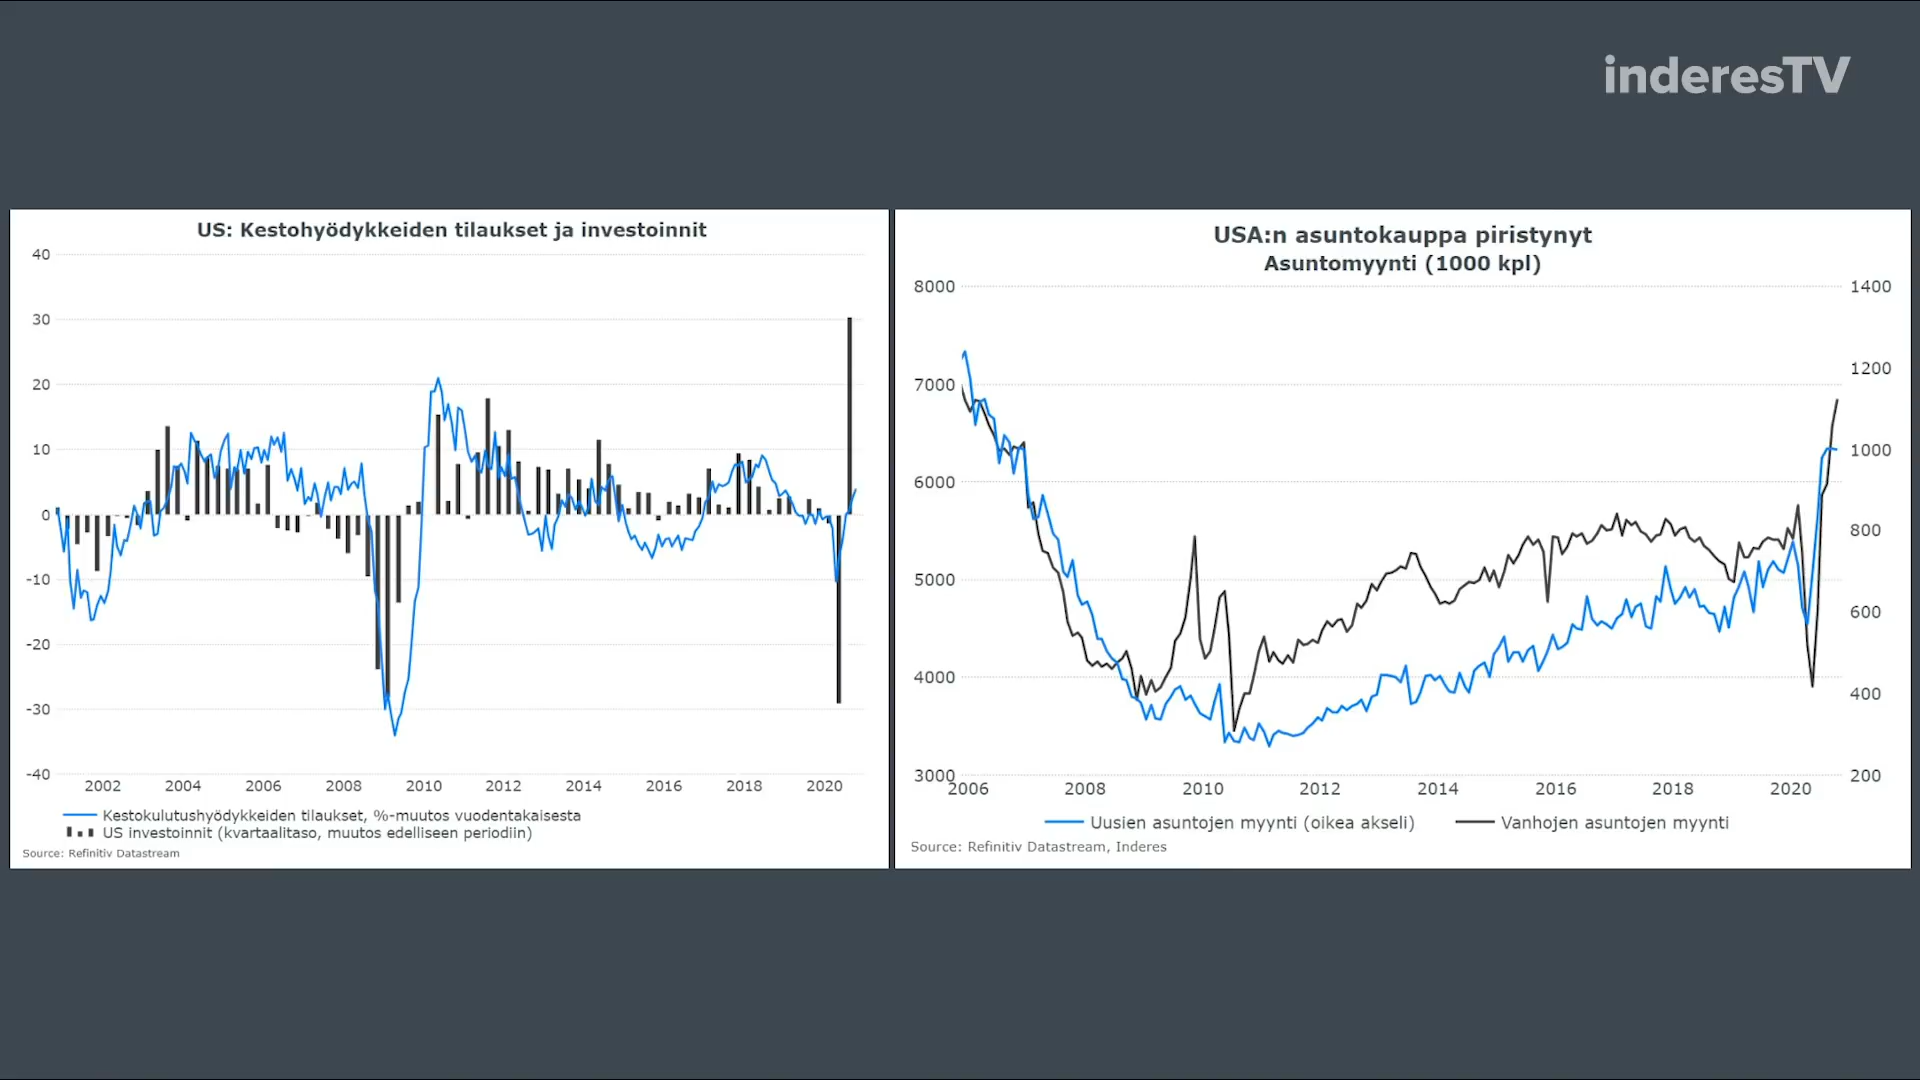 inderesTV
US: Kestohyödykkeiden tilaukset ja investoinnit
40
30
20
10
0
-10
-20
-30
-40
2002 2004 2006 2008 2010 2012 2014 2016 2018 2020
Kestokulutushyödykkeiden tilaukset, %-muutos vuodentakaisesta
US investoinnit (kvartaalitaso, muutos edelliseen periodiin)
Source: Refinitiv Datastream
USA:n asuntokauppa piristynyt
Asuntomyynti (1000 kpl)
8000
7000
6000
5000
4000
3000
1400
1200
1000
800
600
400
200
2006 2008 2010 2012 2014 2016 2018 2020
Uusien asuntojen myynti (oikea akseli) Vanhojen asuntojen myynti
Source: Refinitiv Datastream, Inderes